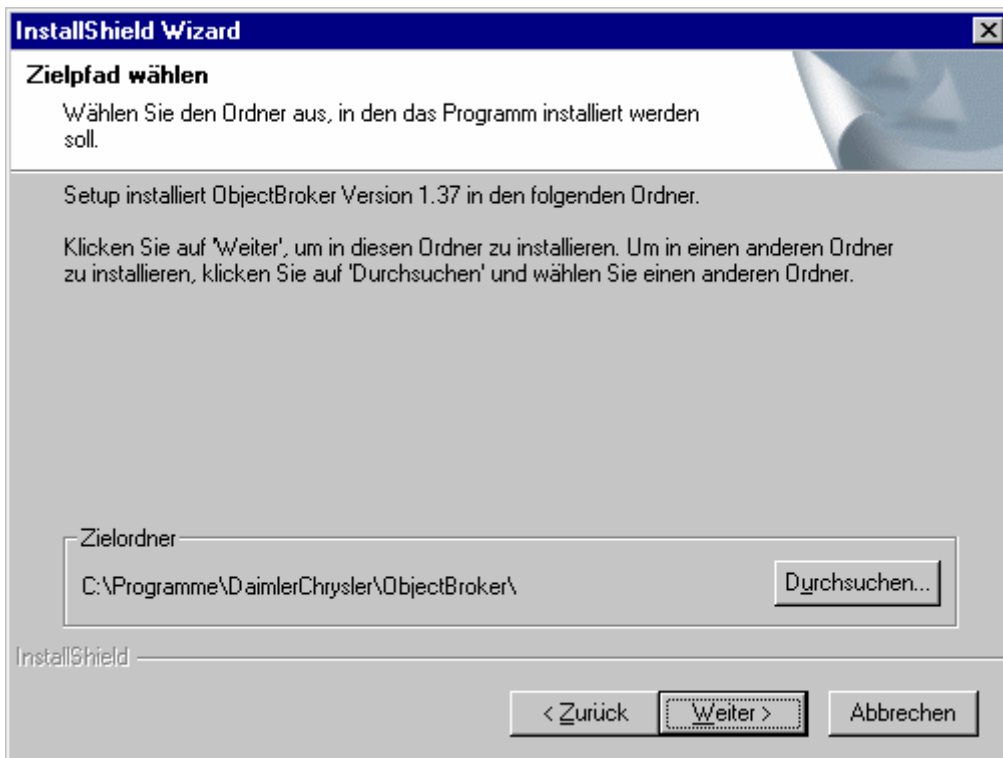 InstallShield Wizard
Zielpfad wählen
Wählen Sie den Ordner aus, in den das Programm installiert werden
soll.
Setup installiert ObjectBroker Version 1.37 in den folgenden Ordner.
Klicken Sie auf 'Weiter', um in diesen Ordner zu installieren. Um in einen anderen Ordner
zu installieren, klicken Sie auf 'Durchsuchen' und wählen Sie einen anderen Ordner.
Zielordner
C:\Programme\DaimlerChrysler\ObjectBroker\
Durchsuchen...
InstallShield
< Zurück
Weiter >
Abbrechen